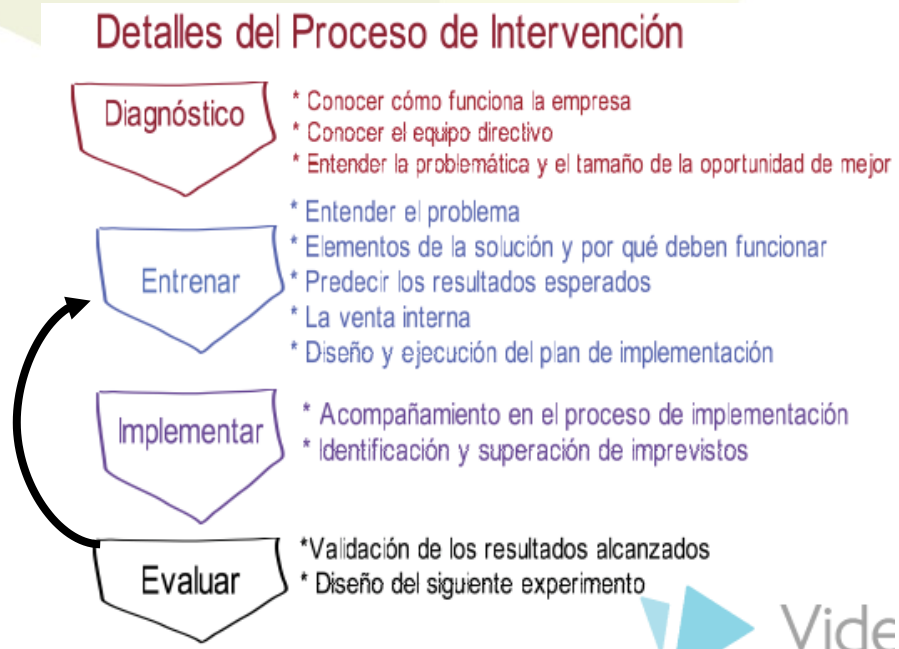 Detalles del Proceso de Intervención
Diagnóstico
* Conocer cómo funciona la empresa
* Conocer el equipo directivo
* Entender la problemática y el tamaño de la oportunidad de mejor
Entrenar
* Entender el problema
* Elementos de la solución y por qué deben funcionar
* Predecir los resultados esperados
* La venta interna
* Diseño y ejecución del plan de implementación
Implementar
* Acompañamiento en el proceso de implementación
* Identificación y superación de imprevistos
Evaluar
*Validación de los resultados alcanzados
* Diseño del siguiente experimento
Vide